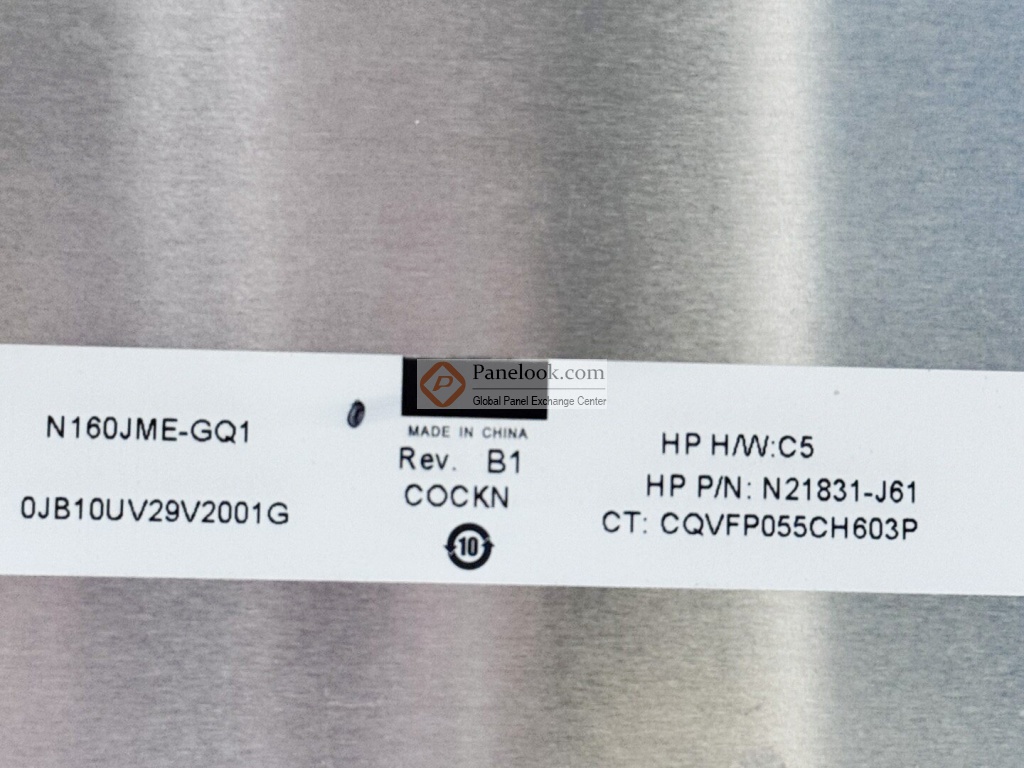 Panelook.com
Global Panel Exchange Center
N160JME-GQ1
0JB10UV29V2001G
MADE IN CHINA
Rev. B1
COCKN
10
HP H/W:C5
HP P/N: N21831-J61
CT: CQVFP055CH603P